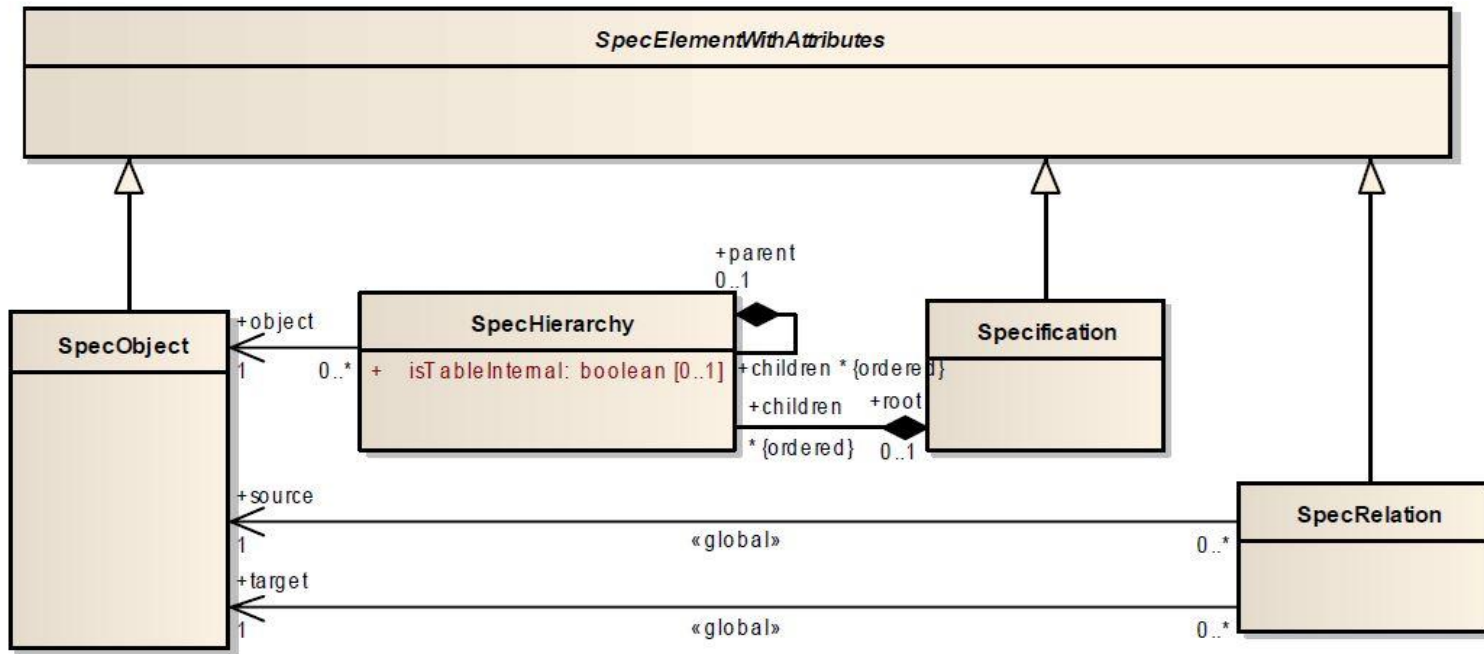 SpecElementWithAttributes
+parent
0..1
+object
SpecHierarchy
Specification
SpecObject
1
0..*
+ isTableInternal: boolean [0..1]
+children * {ordered}
+children
+root
* {ordered}
0..1
+source
SpecRelation
1
«global»
0..*
+target
1
«global»
0..*